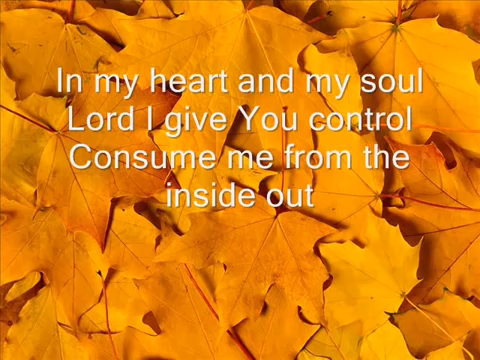 In my heart and my soul
Lord I give You control
Consume me from the
inside out